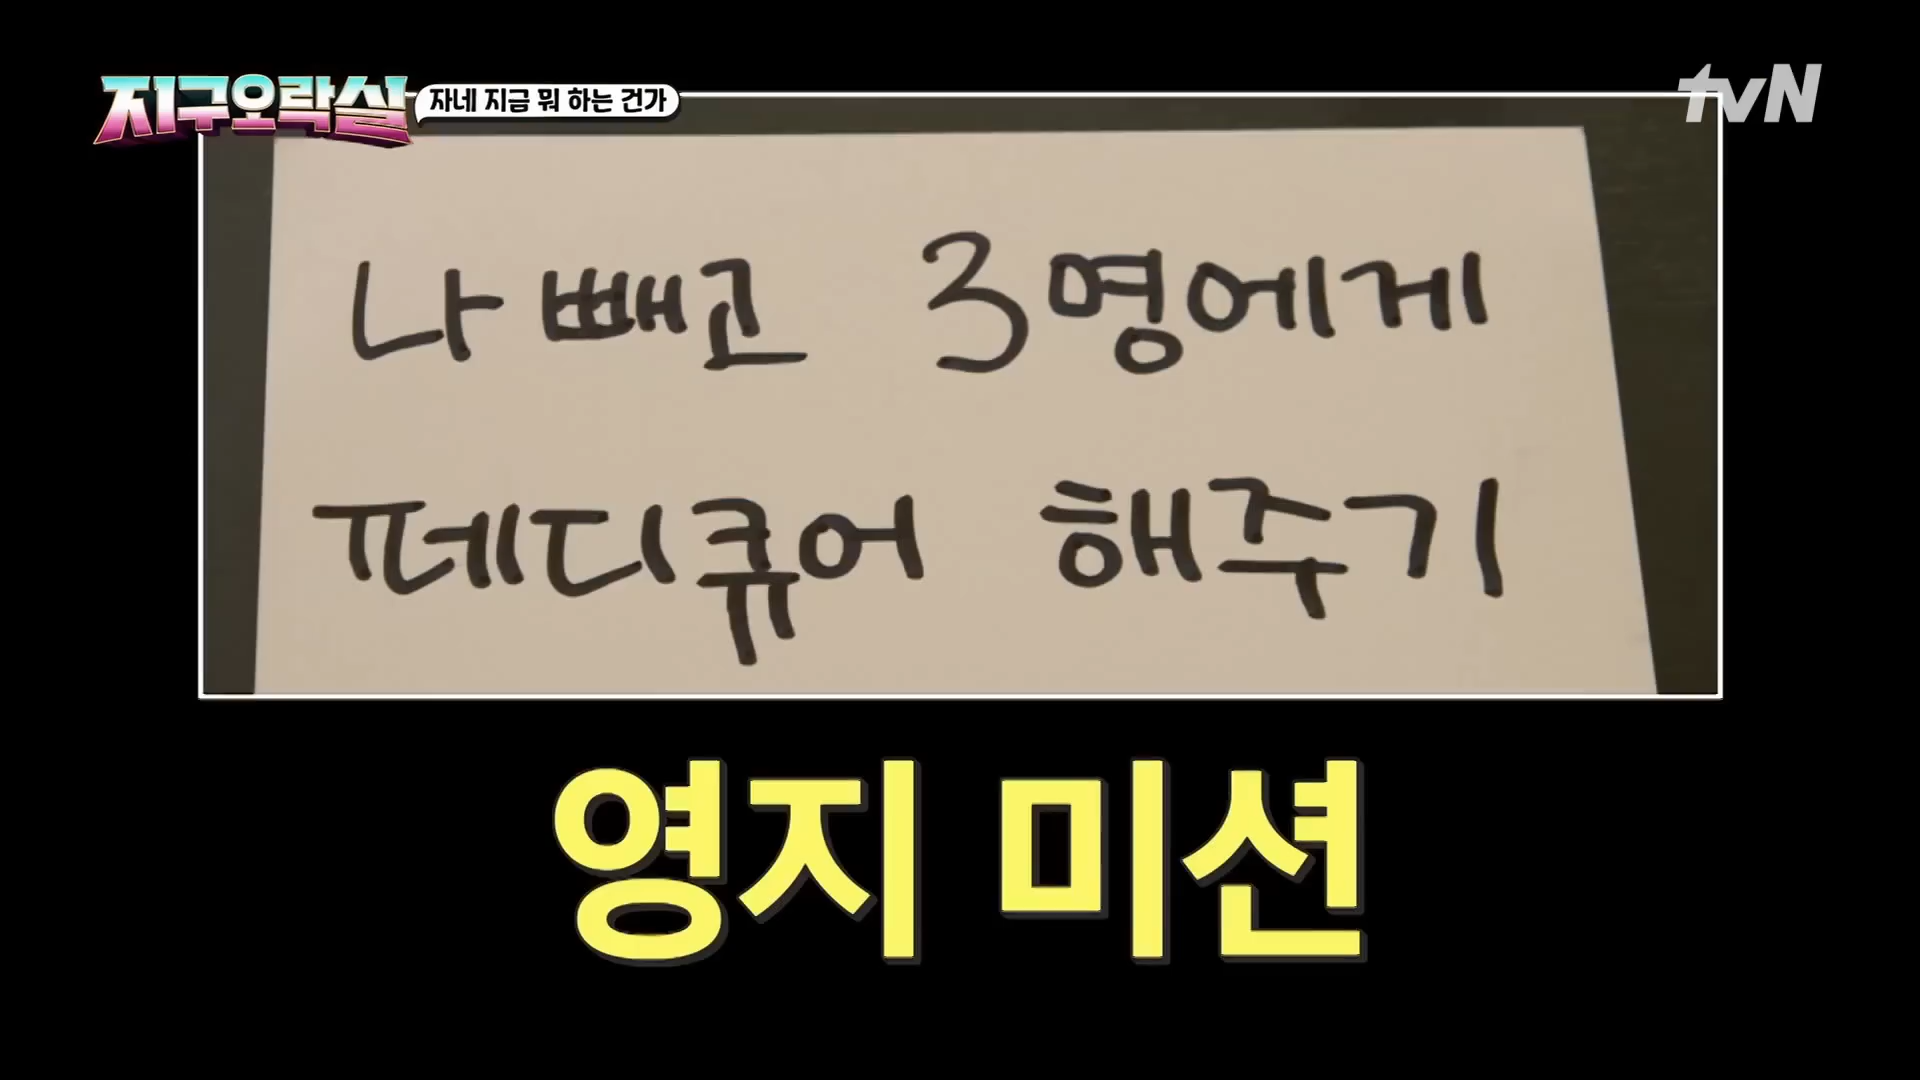 지구오락실 자네 지금 뭐 하는 건가
tvN
나 빼고 3명에게
페디큐어 해주기
영지 미션